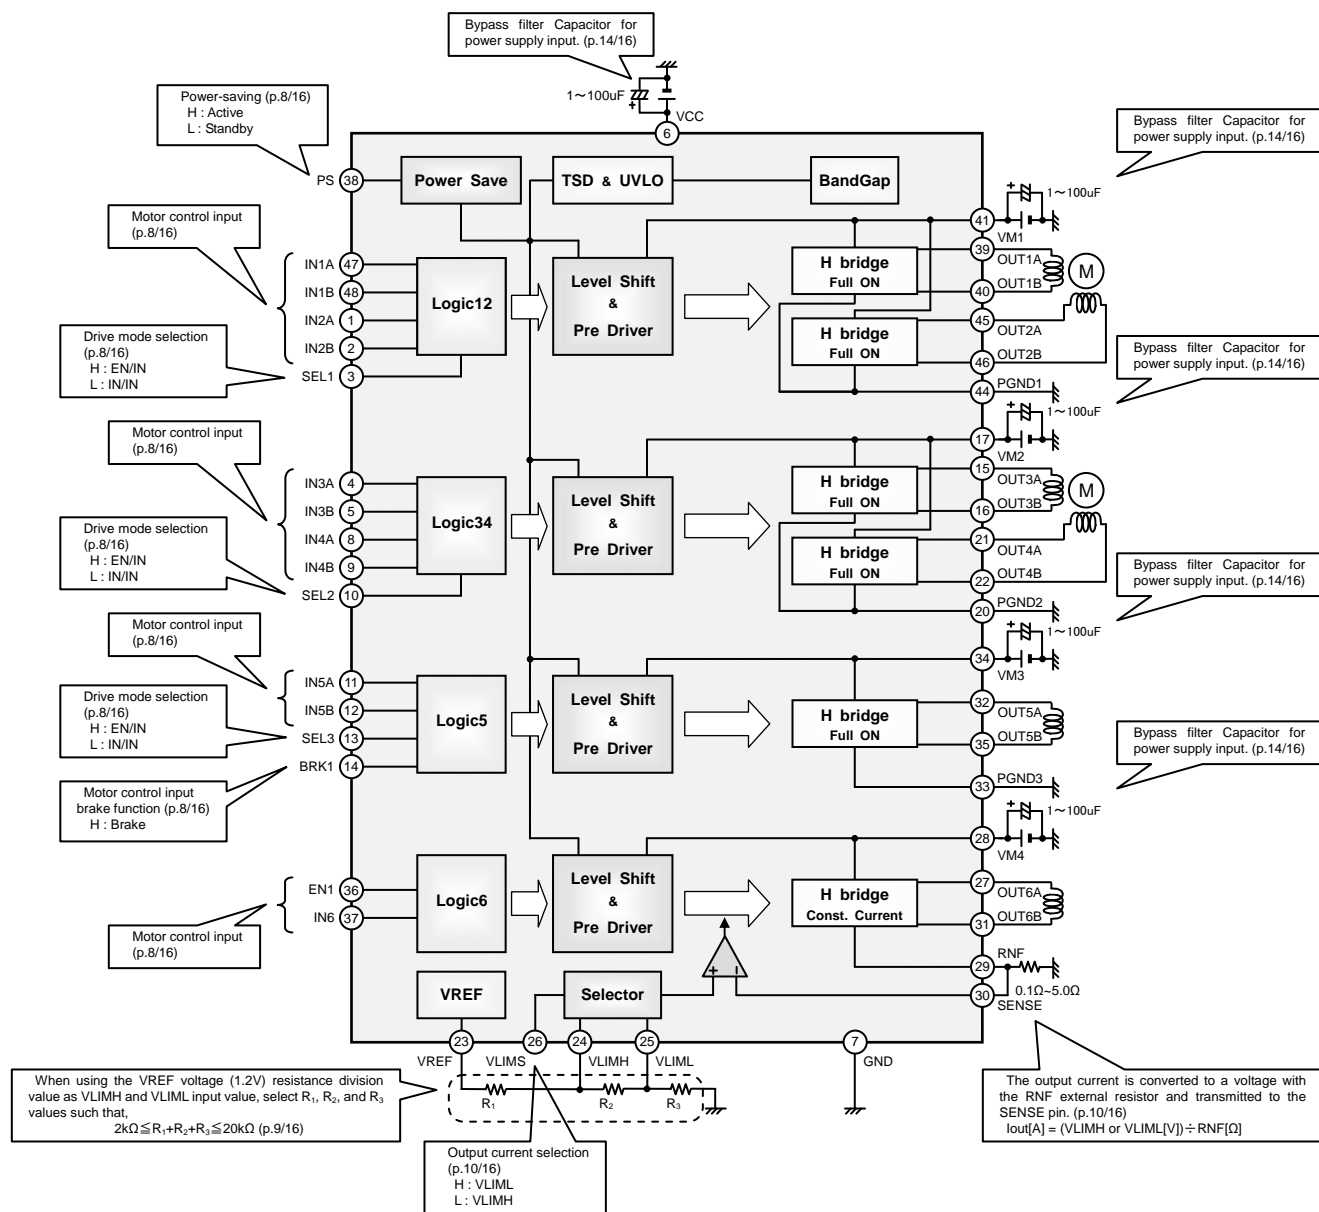 Bypass filter Capacitor for
power supply input. (p.14/16)
1～100uF
+
VCC
6
Power-saving (p.8/16)
H : Active
L : Standby
PS
38
Power Save
TSD & UVLO
BandGap
Bypass filter Capacitor for
power supply input. (p.14/16)
+
1～100uF
41
VM1
Motor control input
(p.8/16)
IN1A
47
IN1B
48
IN2A
1
IN2B
2
SEL1
3
Logic12
Level Shift
&
Pre Driver
H bridge
Full ON
H bridge
Full ON
39
OUT1A
40
OUT1B
M
45
OUT2A
46
OUT2B
44
PGND1
Drive mode selection
(p.8/16)
H : EN/IN
L : IN/IN
Bypass filter Capacitor for
power supply input. (p.14/16)
+
1～100uF
17
VM2
Motor control input
(p.8/16)
IN3A
4
IN3B
5
IN4A
8
IN4B
9
SEL2
10
Logic34
Level Shift
&
Pre Driver
H bridge
Full ON
H bridge
Full ON
15
OUT3A
16
OUT3B
M
21
OUT4A
22
OUT4B
20
PGND2
Drive mode selection
(p.8/16)
H : EN/IN
L : IN/IN
Bypass filter Capacitor for
power supply input. (p.14/16)
+
1～100uF
34
VM3
Motor control input
(p.8/16)
IN5A
11
IN5B
12
SEL3
13
BRK1
14
Logic5
Level Shift
&
Pre Driver
H bridge
Full ON
32
OUT5A
35
OUT5B
33
PGND3
Drive mode selection
(p.8/16)
H : EN/IN
L : IN/IN
Motor control input
brake function (p.8/16)
H : Brake
Bypass filter Capacitor for
power supply input. (p.14/16)
+
1～100uF
28
VM4
EN1
36
IN6
37
Logic6
Level Shift
&
Pre Driver
H bridge
Const. Current
27
OUT6A
31
OUT6B
Motor control input
(p.8/16)
+
−
RNF
29
0.1Ω~5.0Ω
30
SENSE
VREF
Selector
23
26
24
25
7
VREF
VLIMS
VLIMH
VLIML
GND
R1
R2
R3
When using the VREF voltage (1.2V) resistance division
value as VLIMH and VLIML input value, select R1, R2, and R3
values such that,
2kΩ≦R1+R2+R3≦20kΩ (p.9/16)
Output current selection
(p.10/16)
H : VLIML
L : VLIMH
The output current is converted to a voltage with
the RNF external resistor and transmitted to the
SENSE pin. (p.10/16)
Iout[A] = (VLIMH or VLIML[V])÷RNF[Ω]